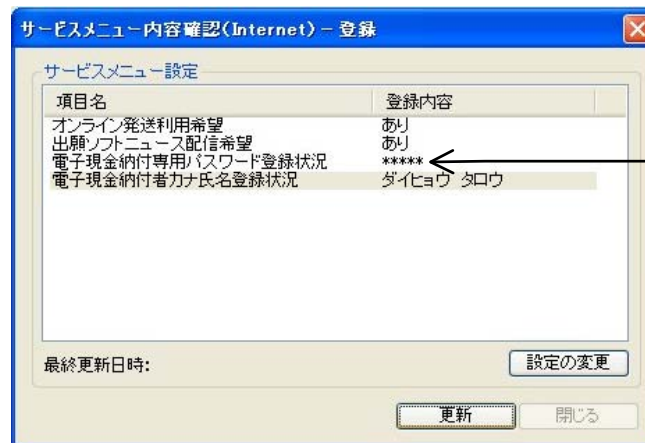 サービスメニュー内容確認(Internet) - 登録
サービスメニュー設定
項目名 登録内容
オンライン発送利用希望 あり
出願ソフトニュース配信希望 あり
電子現金納付専用パスワード登録状況 *****
電子現金納付者カナ氏名登録状況 ダイヒョウ タロウ
最終更新日時:
設定の変更
更新 閉じる